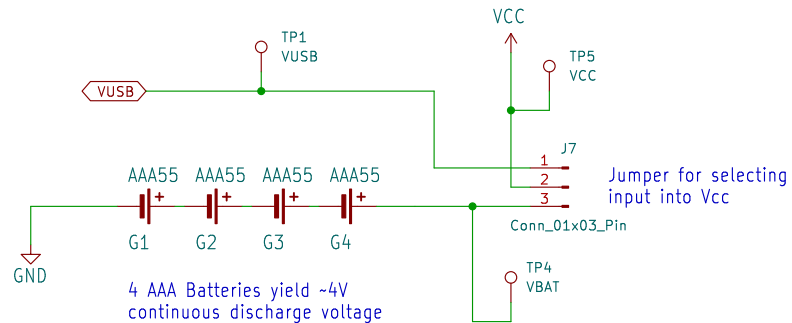 VCC
TP1
VUSB
TP5
VCC
VUSB
J7
1
2
3
Conn_01x03_Pin
Jumper for selecting
input into Vcc
AAA55 AAA55 AAA55 AAA55
+ + + +
G1 G2 G3 G4
GND
TP4
VBAT
4 AAA Batteries yield ~4V
continuous discharge voltage